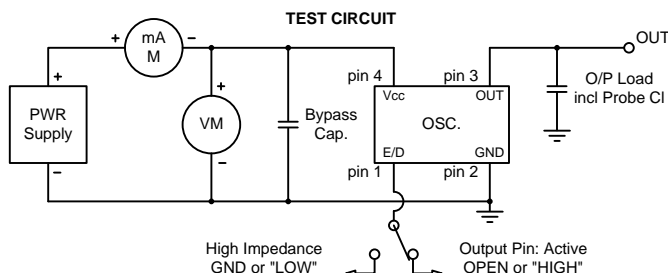 TEST CIRCUIT
+ mA M −
OUT
pin 4
pin 3
+ PWR Supply −
+ VM −
Bypass Cap.
Vcc
OUT
OSC.
E/D
GND
O/P Load
incl Probe Cl
pin 1
pin 2
High Impedance
GND or "LOW"
Output Pin: Active
OPEN or "HIGH"